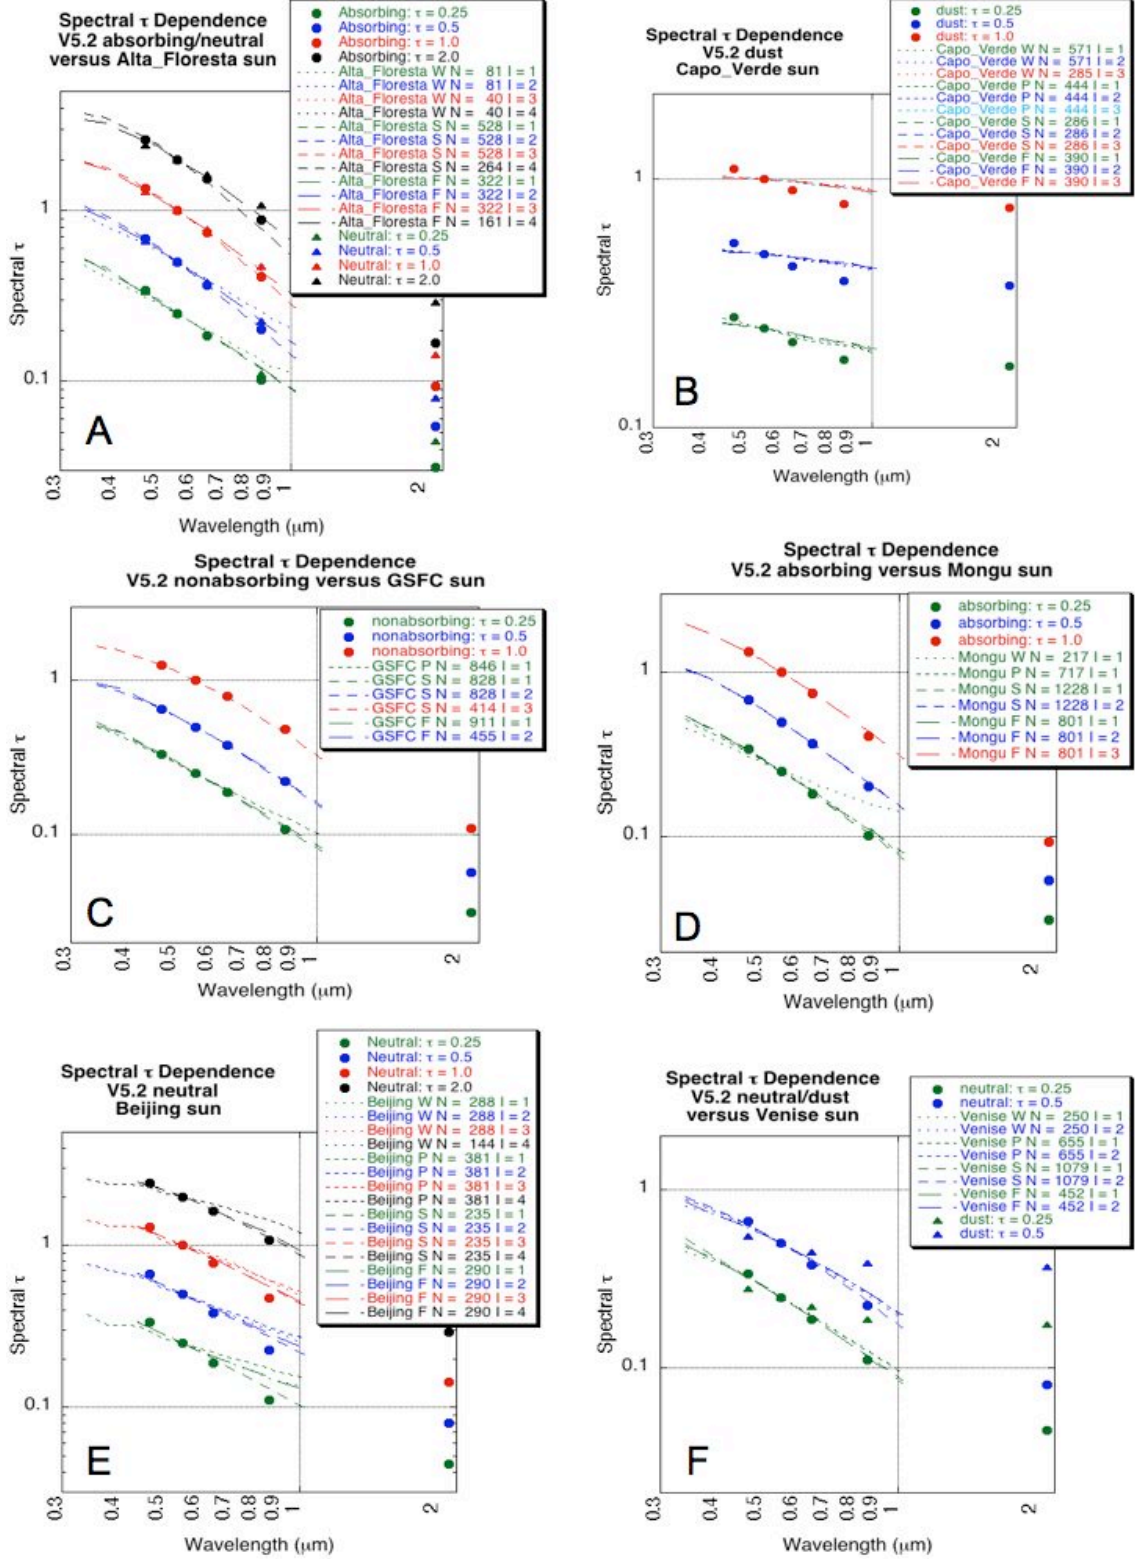 Spectral τ Dependence
V5.2 absorbing/neutral
versus Alta_Floresta sun
Absorbing: τ = 0.25
Absorbing: τ = 0.5
Absorbing: τ = 1.0
Absorbing: τ = 2.0
Alta_Floresta W N = 81 I = 1
Alta_Floresta W N = 81 I = 2
Alta_Floresta W N = 40 I = 3
Alta_Floresta W N = 40 I = 4
Alta_Floresta S N = 528 I = 1
Alta_Floresta S N = 528 I = 2
Alta_Floresta S N = 528 I = 3
Alta_Floresta S N = 264 I = 4
Alta_Floresta F N = 322 I = 1
Alta_Floresta F N = 322 I = 2
Alta_Floresta F N = 322 I = 3
Alta_Floresta F N = 161 I = 4
Neutral: τ = 0.25
Neutral: τ = 0.5
Neutral: τ = 1.0
Neutral: τ = 2.0
Spectral τ
1
0.1
A
0.3
0.4
0.5
0.6
0.7
0.8
0.9
1
2
Wavelength (μm)
Spectral τ Dependence
V5.2 dust
Capo_Verde sun
dust: τ = 0.25
dust: τ = 0.5
dust: τ = 1.0
Capo_Verde W N = 571 I = 1
Capo_Verde W N = 571 I = 2
Capo_Verde W N = 285 I = 3
Capo_Verde P N = 444 I = 1
Capo_Verde P N = 444 I = 2
Capo_Verde P N = 444 I = 3
Capo_Verde S N = 286 I = 1
Capo_Verde S N = 286 I = 2
Capo_Verde S N = 286 I = 3
Capo_Verde F N = 390 I = 1
Capo_Verde F N = 390 I = 2
Capo_Verde F N = 390 I = 3
Spectral τ
1
0.1
B
0.3
0.4
0.5
0.6
0.7
0.8
0.9
1
2
Wavelength (μm)
Spectral τ Dependence
V5.2 nonabsorbing versus GSFC sun
nonabsorbing: τ = 0.25
nonabsorbing: τ = 0.5
nonabsorbing: τ = 1.0
GSFC P N = 846 I = 1
GSFC S N = 828 I = 1
GSFC S N = 828 I = 2
GSFC S N = 414 I = 3
GSFC F N = 911 I = 1
GSFC F N = 455 I = 2
Spectral τ
1
0.1
C
0.3
0.4
0.5
0.6
0.7
0.8
0.9
1
2
Wavelength (μm)
Spectral τ Dependence
V5.2 absorbing versus Mongu sun
absorbing: τ = 0.25
absorbing: τ = 0.5
absorbing: τ = 1.0
Mongu W N = 217 I = 1
Mongu P N = 717 I = 1
Mongu S N = 1228 I = 1
Mongu S N = 1228 I = 2
Mongu F N = 801 I = 1
Mongu F N = 801 I = 2
Mongu F N = 801 I = 3
Spectral τ
1
0.1
D
0.3
0.4
0.5
0.6
0.7
0.8
0.9
1
2
Wavelength (μm)
Spectral τ Dependence
V5.2 neutral
Beijing sun
Neutral: τ = 0.25
Neutral: τ = 0.5
Neutral: τ = 1.0
Neutral: τ = 2.0
Beijing W N = 288 I = 1
Beijing W N = 288 I = 2
Beijing W N = 288 I = 3
Beijing W N = 144 I = 4
Beijing P N = 381 I = 1
Beijing P N = 381 I = 2
Beijing P N = 381 I = 3
Beijing P N = 381 I = 4
Beijing S N = 235 I = 1
Beijing S N = 235 I = 2
Beijing S N = 235 I = 3
Beijing S N = 235 I = 4
Beijing F N = 290 I = 1
Beijing F N = 290 I = 2
Beijing F N = 290 I = 3
Beijing F N = 290 I = 4
Spectral τ
1
0.1
E
0.3
0.4
0.5
0.6
0.7
0.8
0.9
1
2
Wavelength (μm)
Spectral τ Dependence
V5.2 neutral/dust
versus Venise sun
neutral: τ = 0.25
neutral: τ = 0.5
Venise W N = 250 I = 1
Venise W N = 250 I = 2
Venise P N = 655 I = 1
Venise P N = 655 I = 2
Venise S N = 1079 I = 1
Venise S N = 1079 I = 2
Venise F N = 452 I = 1
Venise F N = 452 I = 2
dust: τ = 0.25
dust: τ = 0.5
Spectral τ
1
0.1
F
0.3
0.4
0.5
0.6
0.7
0.8
0.9
1
2
Wavelength (μm)